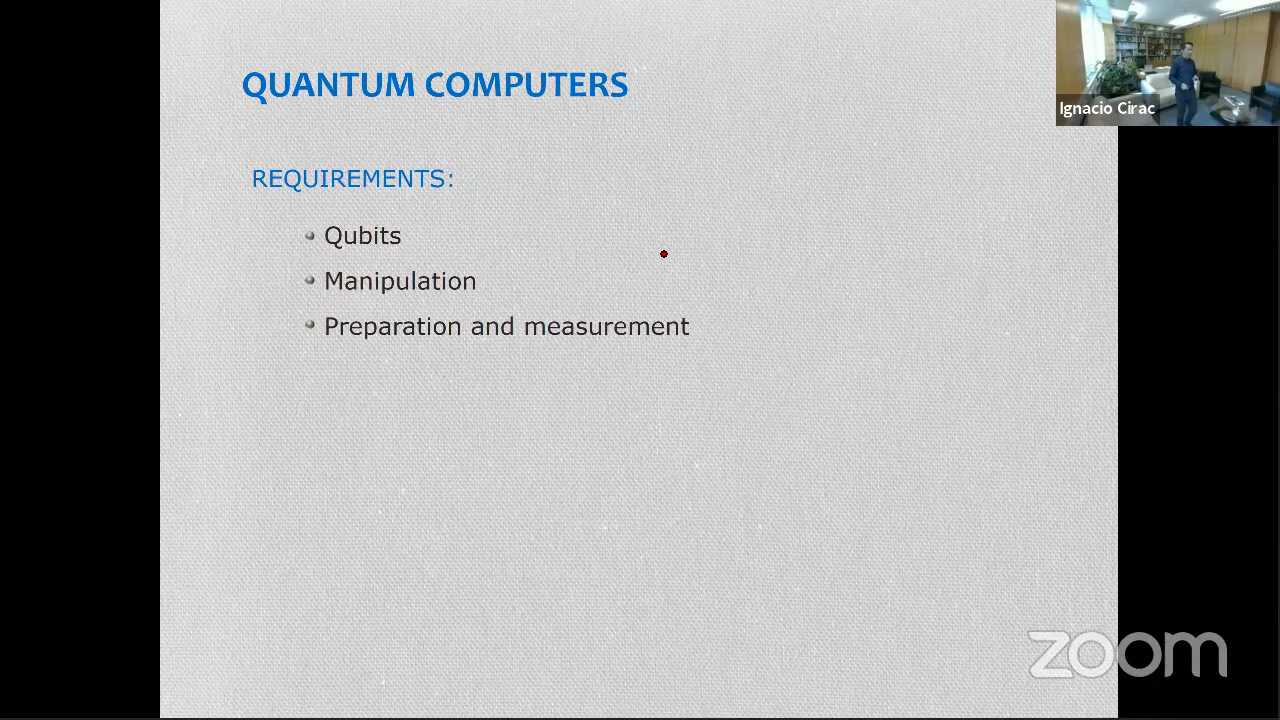 QUANTUM COMPUTERS
Ignacio Cirac
REQUIREMENTS:
Qubits
Manipulation
Preparation and measurement
zoom